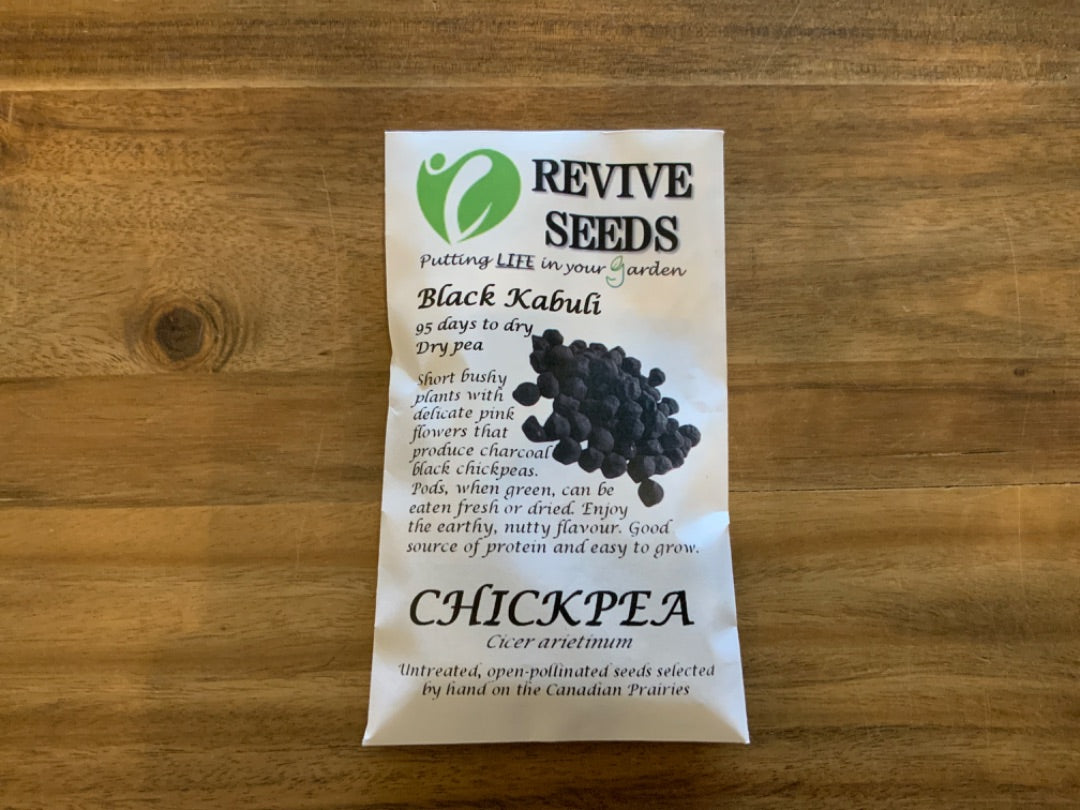 REVIVE
SEEDS
Putting LIFE in your garden
Black Kabuli
95 days to dry
Dry pea
Short bushy
plants with
delicate pink
flowers that
produce charcoal
black chickpeas.
Pods, when green, can be
eaten fresh or dried. Enjoy
the earthy, nutty flavour. Good
source of protein and easy to grow.
CHICKPEA
Cicer arietinum
Untreated, open-pollinated seeds selected
by hand on the Canadian Prairies